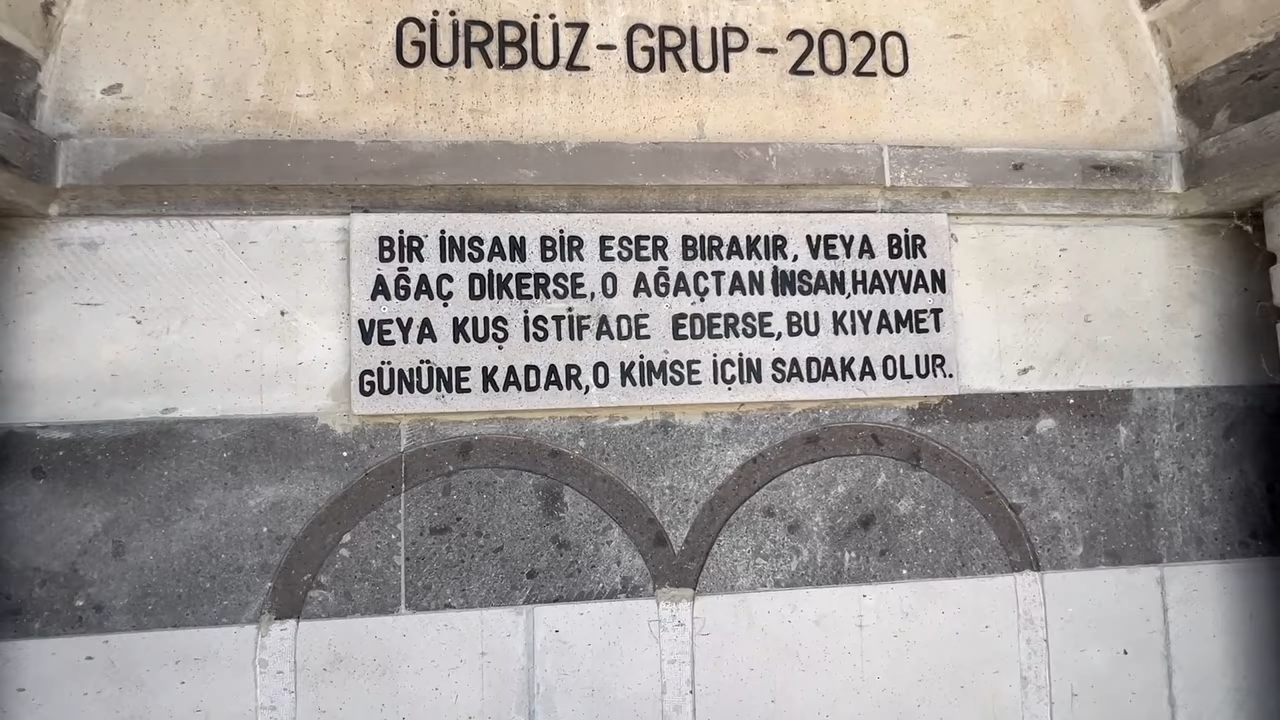 GÜRBÜZ-GRUP-2020
BİR İNSAN BİR ESER BIRAKIR, VEYA BİR
AĞAÇ DİKERSE, O AĞAÇTAN İNSAN, HAYVAN
VEYA KUŞ İSTİFADE EDERSE, BU KIYAMET
GÜNÜNE KADAR, O KİMSE İÇİN SADAKA OLUR.